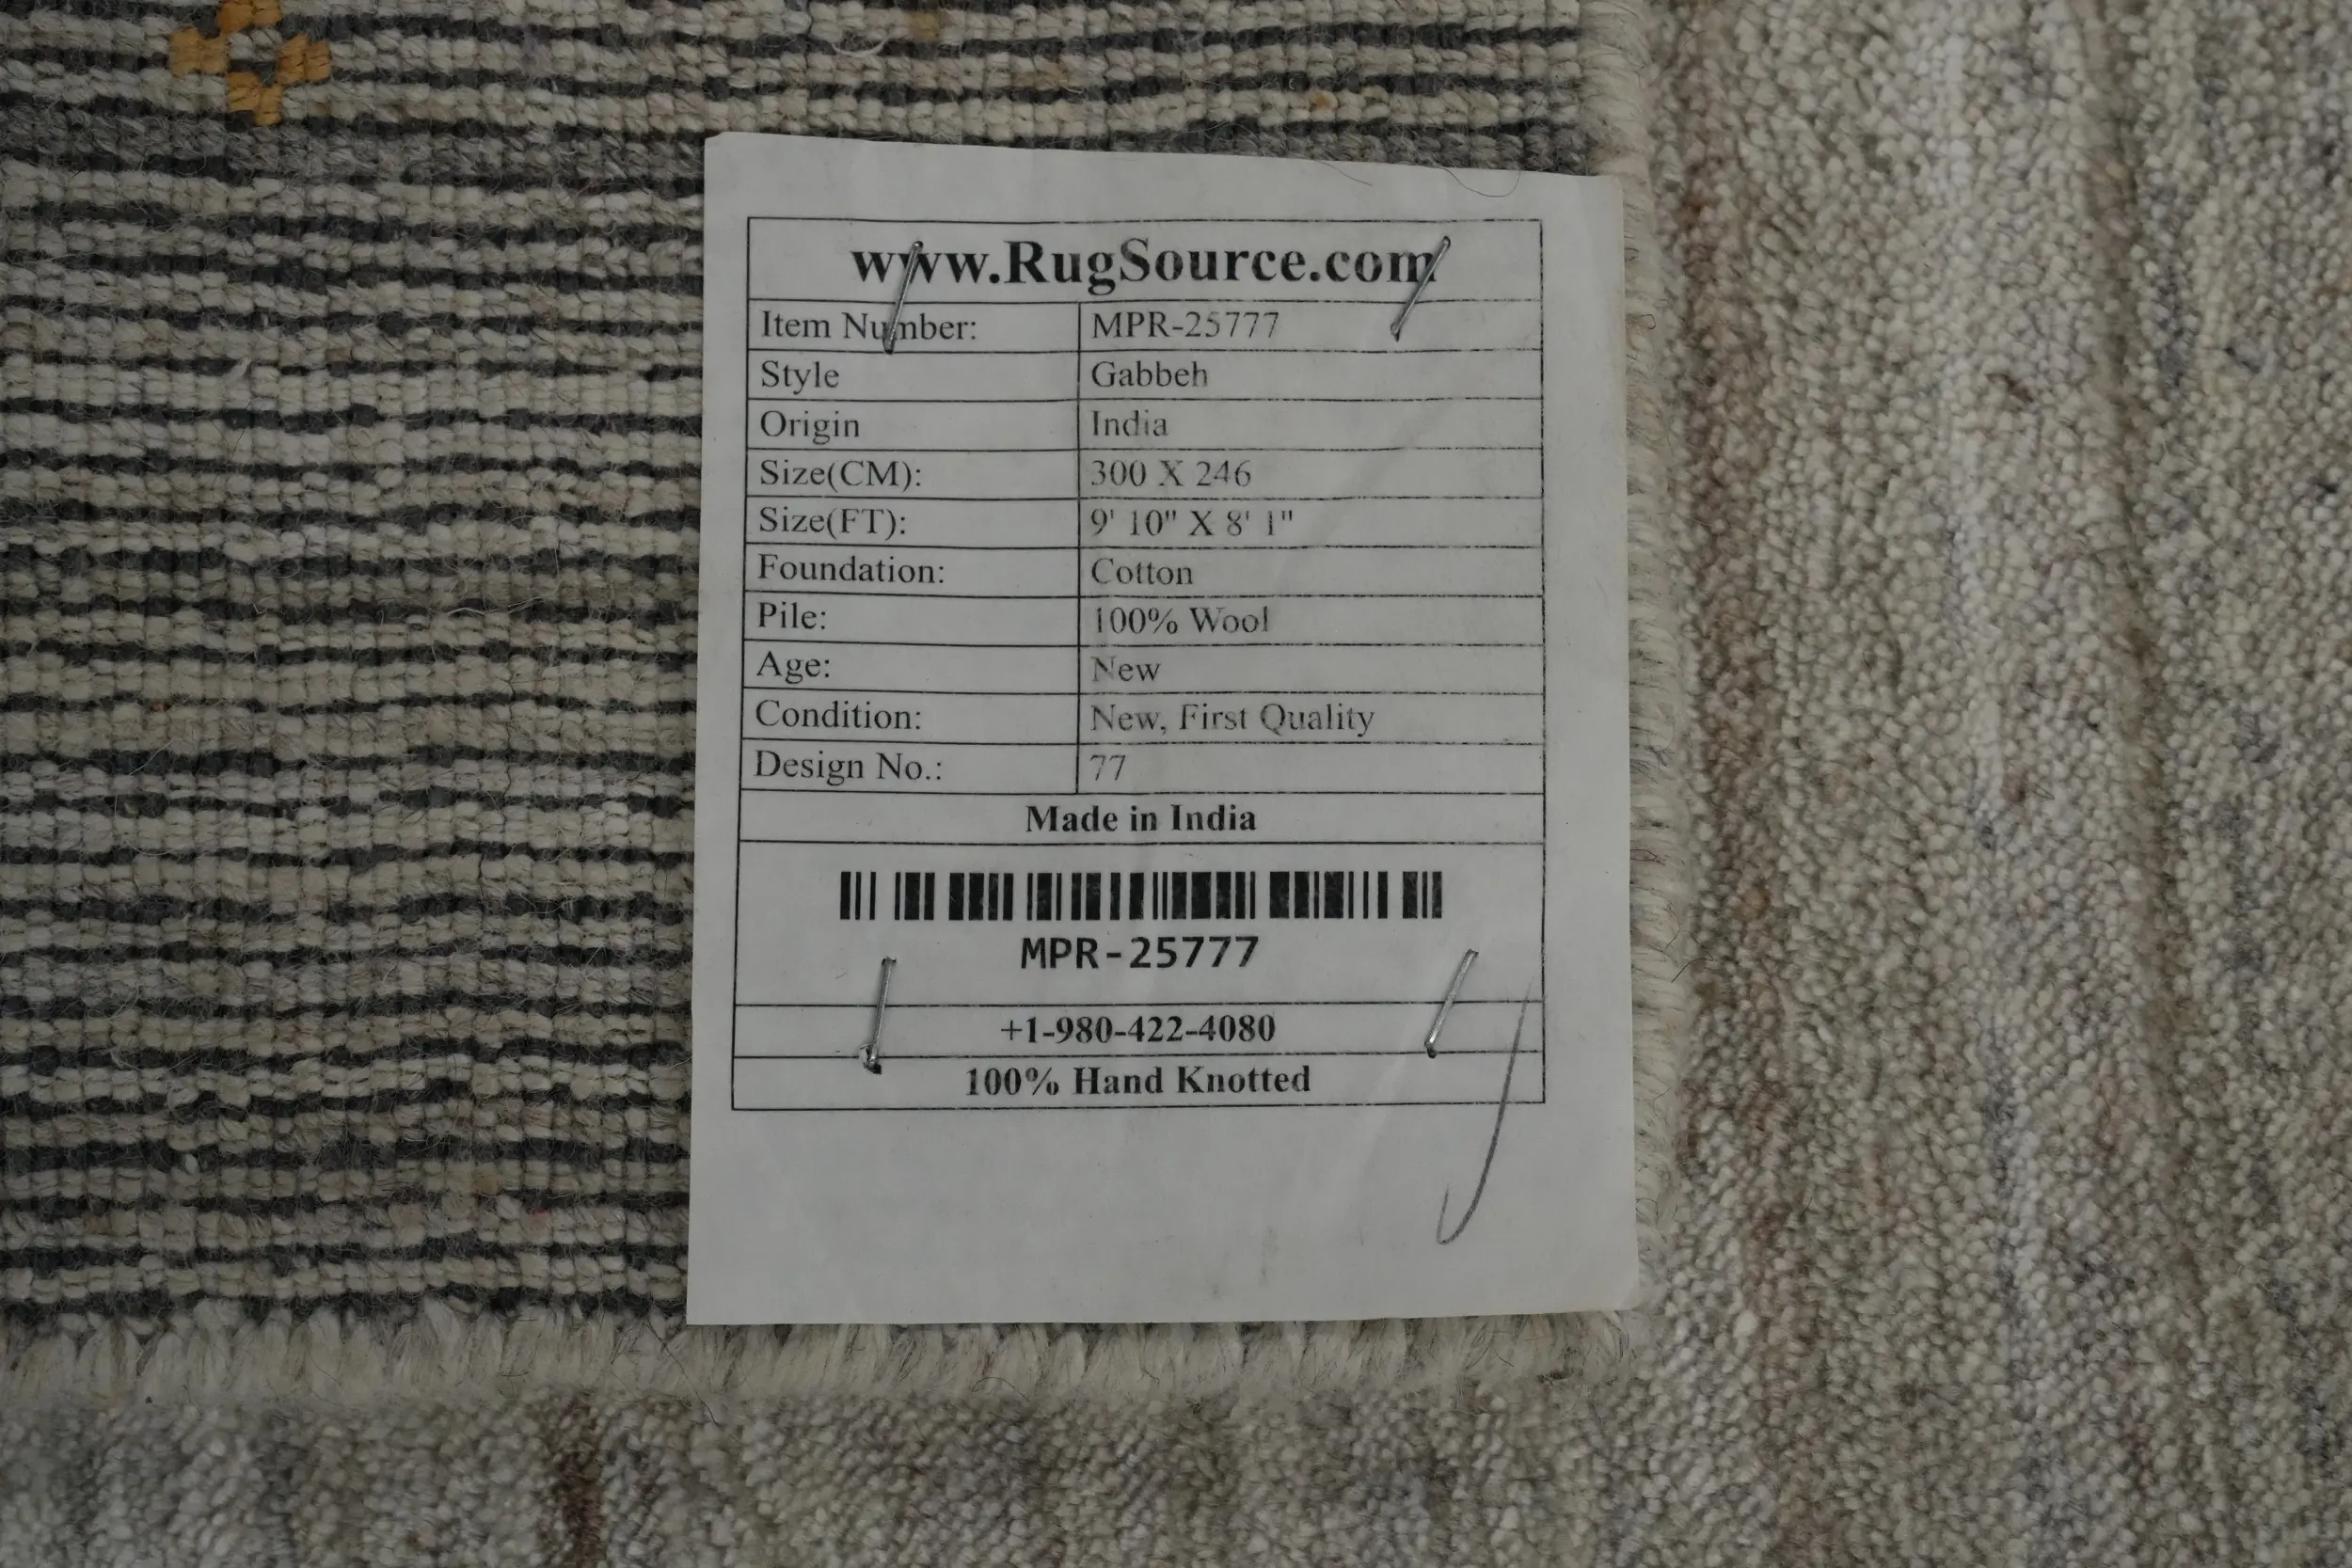 www.RugSource.com
Item Number: MPR-25777
Style Gabbeh
Origin India
Size(CM): 300 X 246
Size(FT): 9' 10" X 8' 1"
Foundation: Cotton
Pile: 100% Wool
Age: New
Condition: New, First Quality
Design No.: 77
Made in India
MPR-25777
+1-980-422-4080
100% Hand Knotted